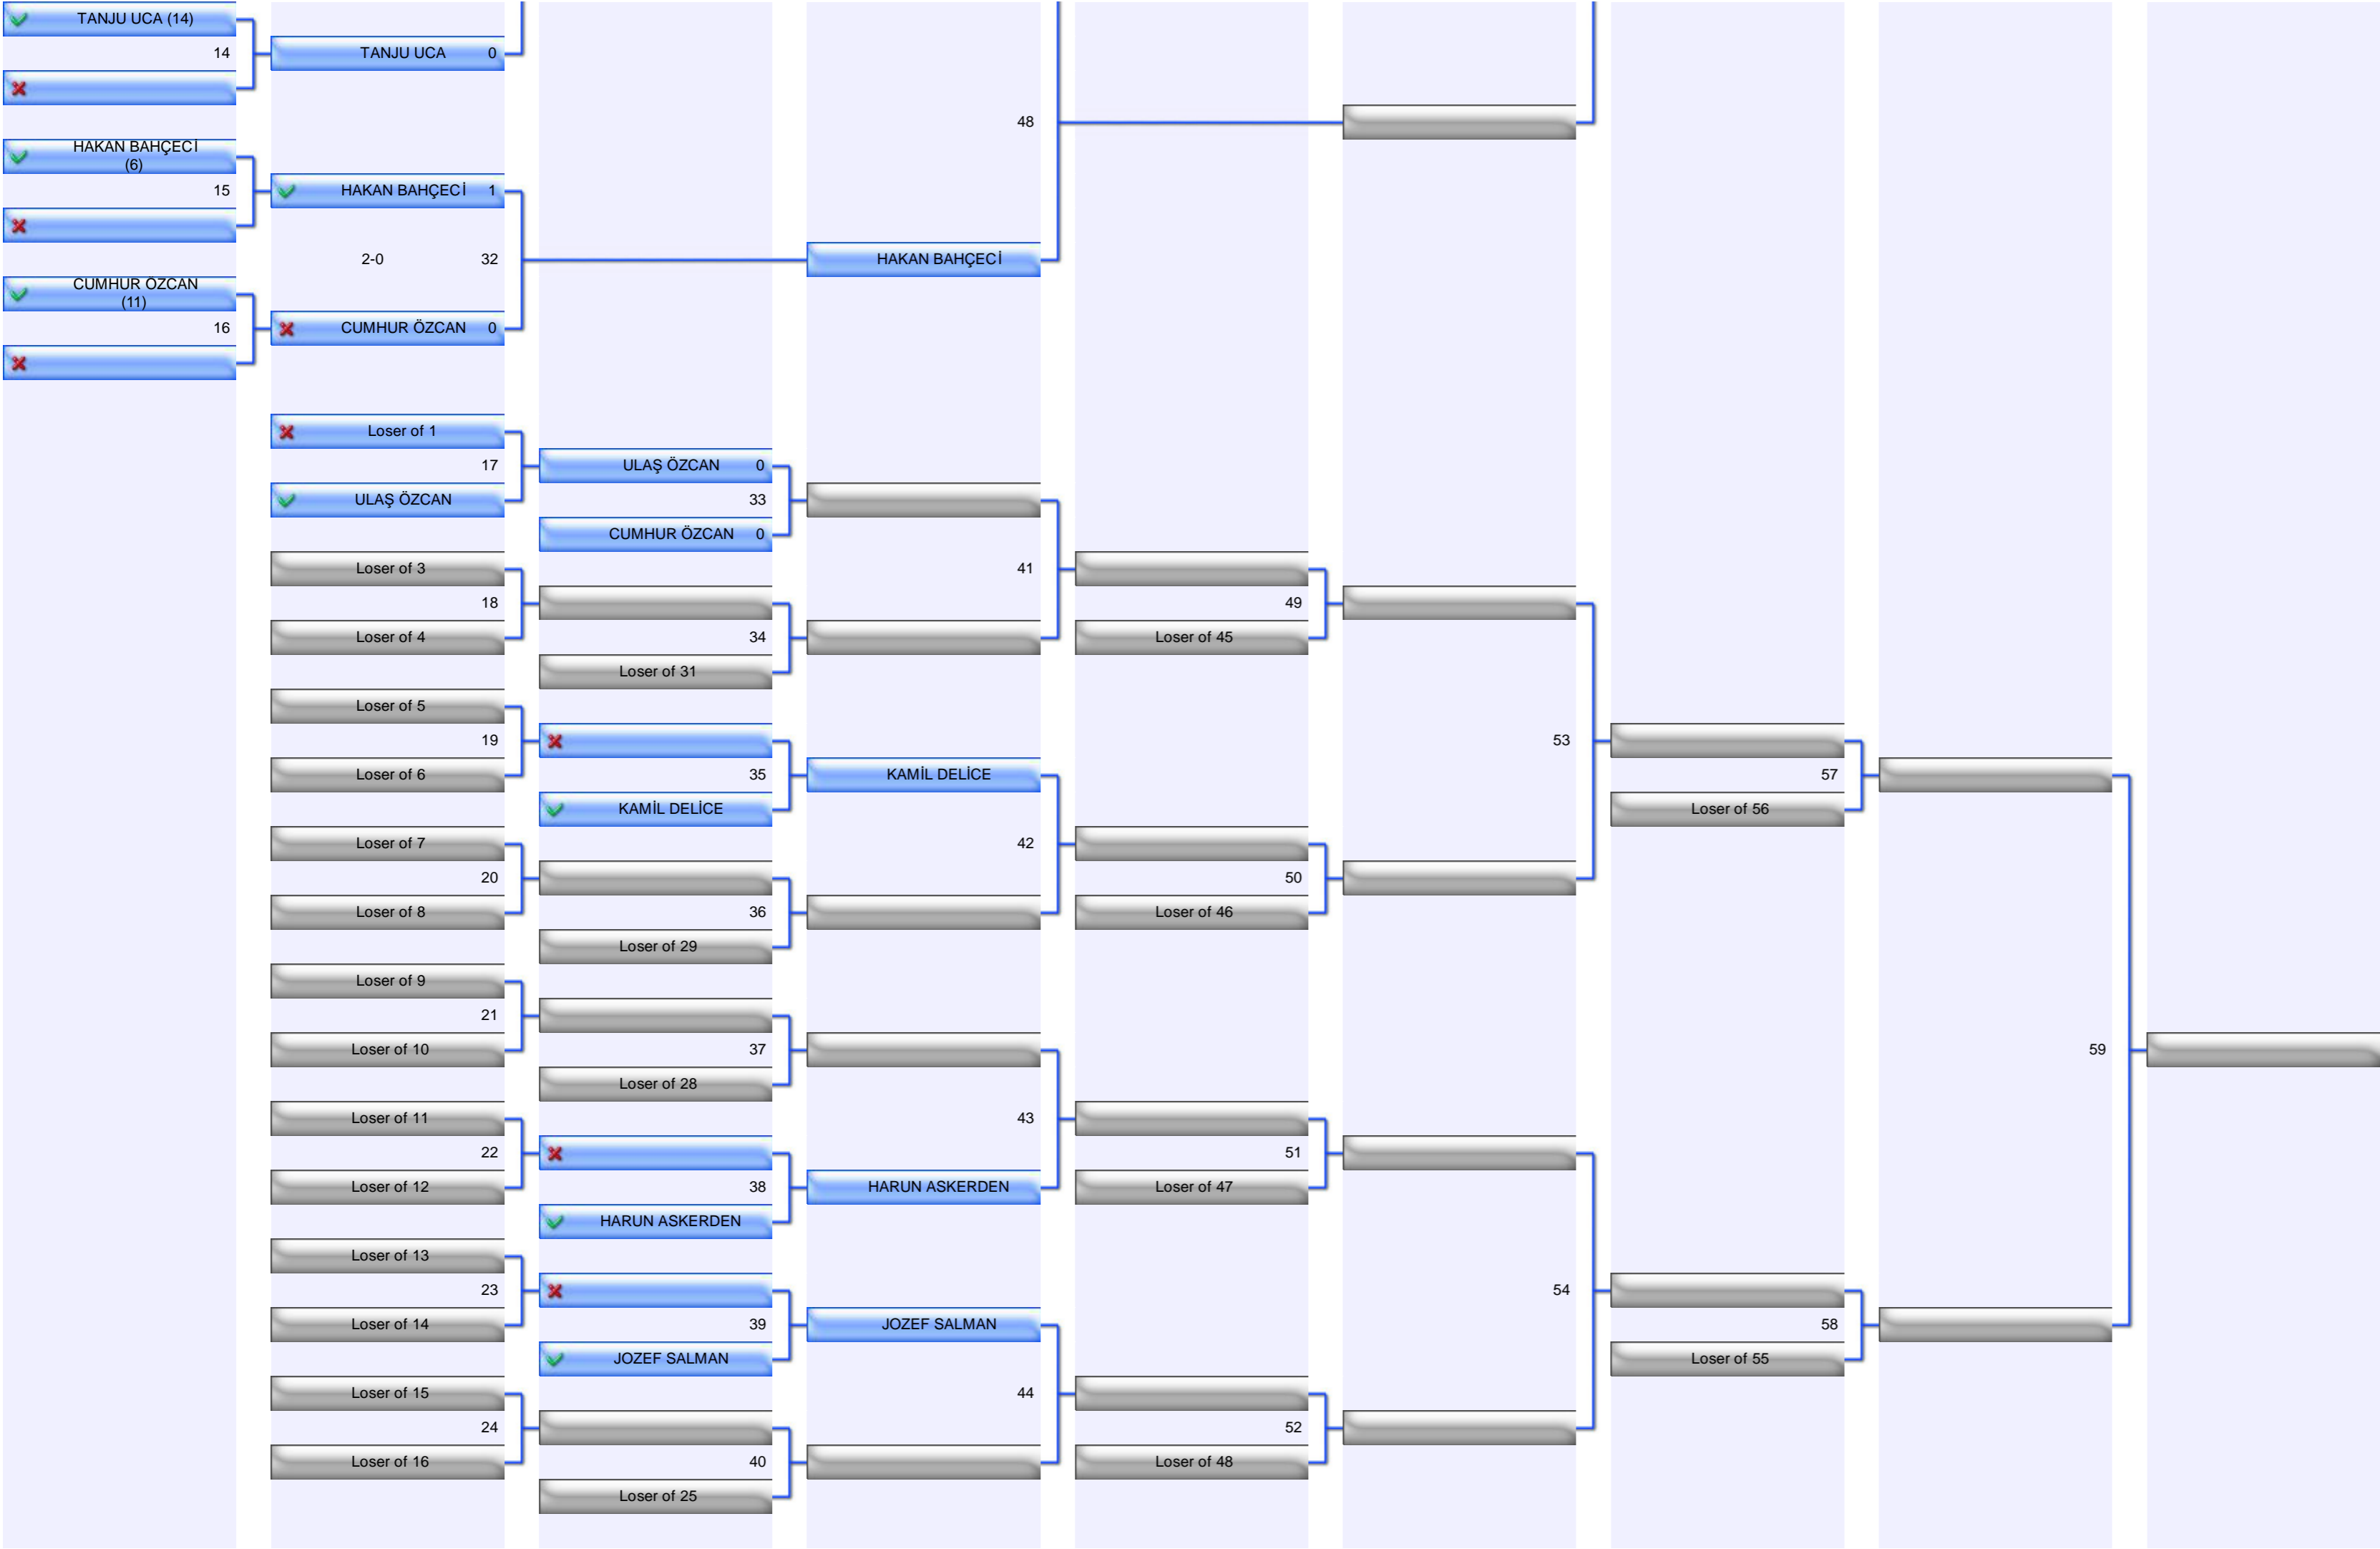 TANJU UCA (14)
14
TANJU UCA 0
48
HAKAN BAHÇECİ
(6)
15
HAKAN BAHÇECİ 1
2-0 32
HAKAN BAHÇECİ
CUMHUR ÖZCAN
(11)
16
CUMHUR ÖZCAN 0
Loser of 1
17
ULAŞ ÖZCAN 0
ULAŞ ÖZCAN
33
CUMHUR ÖZCAN 0
Loser of 3
41
18
49
Loser of 4
34
Loser of 45
Loser of 31
Loser of 5
19
53
Loser of 6
35
KAMİL DELİCE
57
KAMİL DELİCE
Loser of 56
Loser of 7
42
20
50
Loser of 8
36
Loser of 46
Loser of 29
Loser of 9
21
Loser of 10
37
59
Loser of 28
Loser of 11
43
22
51
Loser of 12
38
HARUN ASKERDEN
Loser of 47
HARUN ASKERDEN
Loser of 13
23
54
Loser of 14
39
JOZEF SALMAN
58
JOZEF SALMAN
Loser of 55
Loser of 15
44
24
52
Loser of 16
40
Loser of 48
Loser of 25